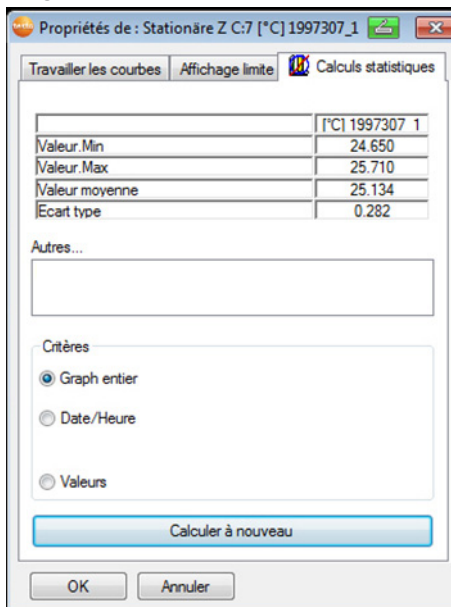 Propriétés de : Stationäre Z C:7 [°C] 1997307_1
Travailler les courbes Affichage limite Calculs statistiques
[°C] 1997307_1
Valeur.Min 24.650
Valeur.Max 25.710
Valeur moyenne 25.134
Ecart type 0.282
Autres...
Critères
Graph entier
Date/Heure
Valeurs
Calculer à nouveau
OK Annuler